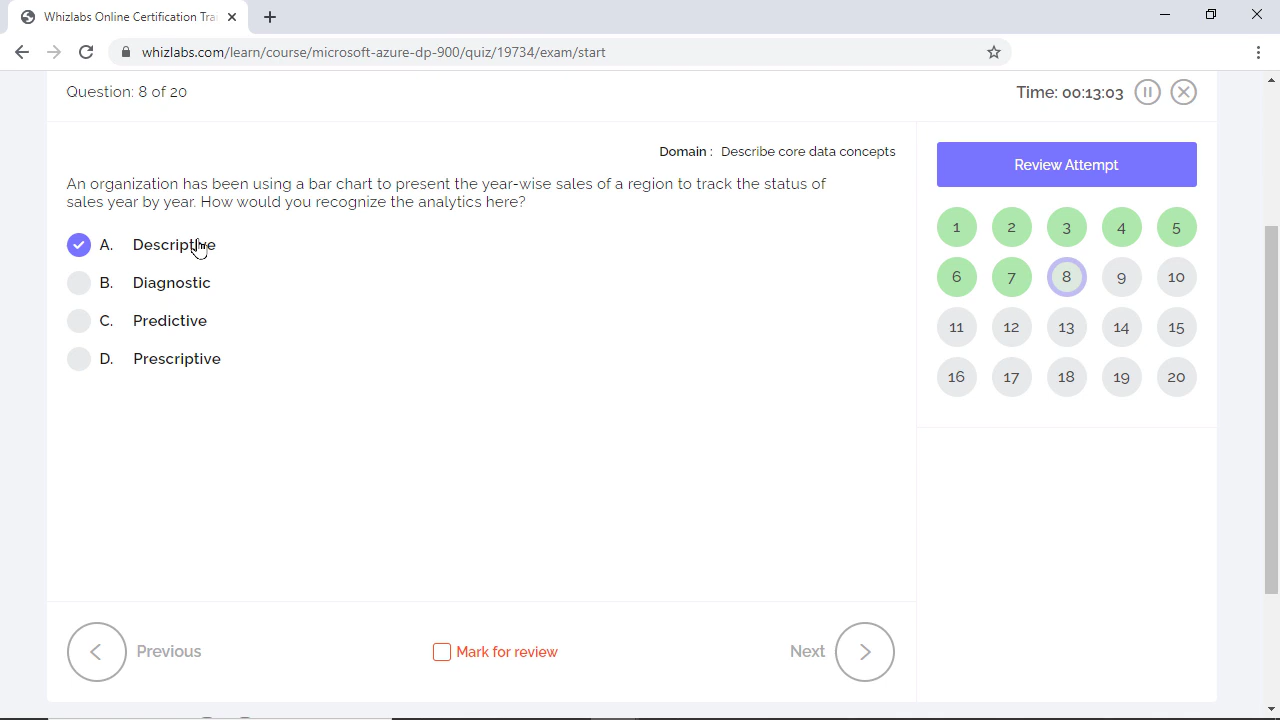 Whizlabs Online Certification Tra
whizlabs.com/learn/course/microsoft-azure-dp-900/quiz/19734/exam/start
Question: 8 of 20
Time: 00:13:03
Domain : Describe core data concepts
An organization has been using a bar chart to present the year-wise sales of a region to track the status of
sales year by year. How would you recognize the analytics here?
A. Descriptive
B. Diagnostic
C. Predictive
D. Prescriptive
Review Attempt
1 2 3 4 5
6 7 8 9 10
11 12 13 14 15
16 17 18 19 20
Previous
Mark for review
Next